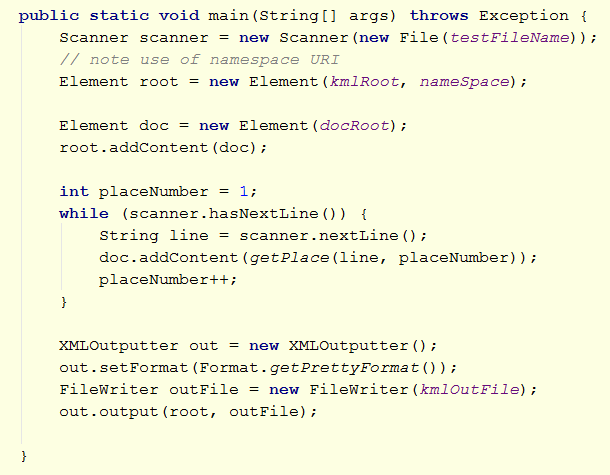 public static void main(String[] args) throws Exception {
    Scanner scanner = new Scanner(new File(testFileName));
    // note use of namespace URI
    Element root = new Element(kmlRoot, nameSpace);

    Element doc = new Element(docRoot);
    root.addContent(doc);

    int placeNumber = 1;
    while (scanner.hasNextLine()) {
        String line = scanner.nextLine();
        doc.addContent(getPlace(line, placeNumber));
        placeNumber++;
    }

    XMLOutputter out = new XMLOutputter();
    out.setFormat(Format.getPrettyFormat());
    FileWriter outFile = new FileWriter(kmlOutFile);
    out.output(root, outFile);

}